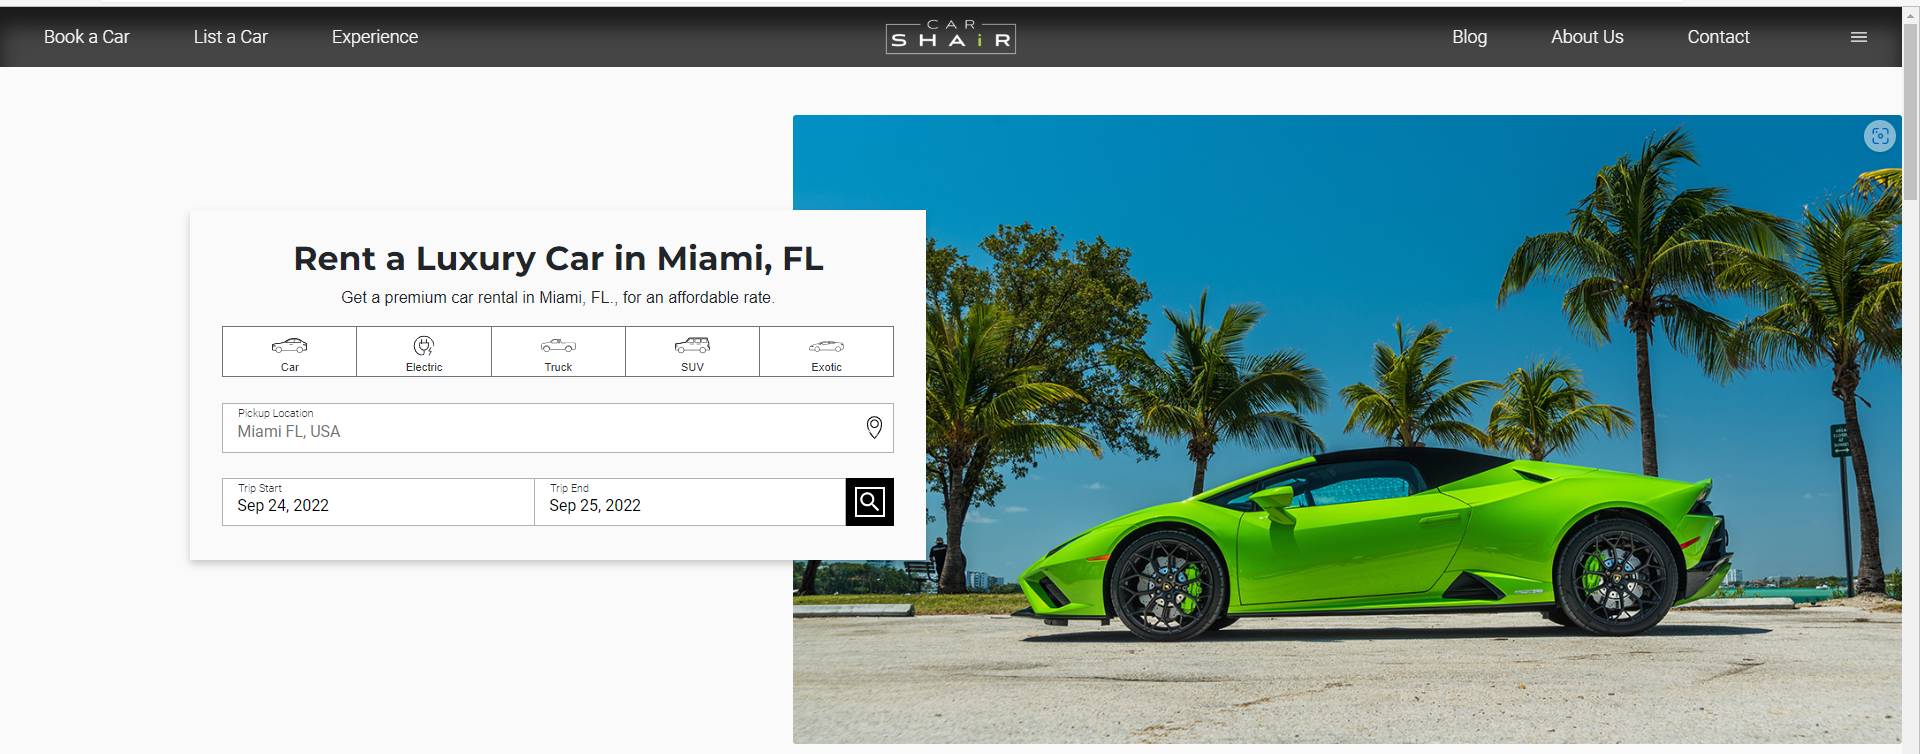 Book a Car
List a Car
Experience
CAR
SHAiR
Blog
About Us
Contact
Rent a Luxury Car in Miami, FL
Get a premium car rental in Miami, FL., for an affordable rate.
Car
Electric
Truck
SUV
Exotic
Pickup Location
Miami FL, USA
Trip Start
Sep 24, 2022
Trip End
Sep 25, 2022